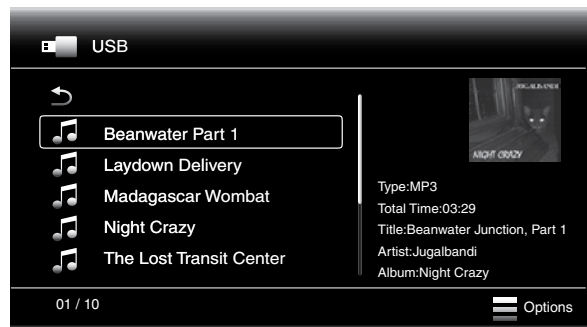 USB
Beanwater Part 1
Laydown Delivery
Madagascar Wombat
Night Crazy
The Lost Transit Center
JUGALBANDI
NIGHT CRAZY
Type:MP3
Total Time:03:29
Title:Beanwater Junction, Part 1
Artist:Jugalbandi
Album:Night Crazy
01 / 10
Options